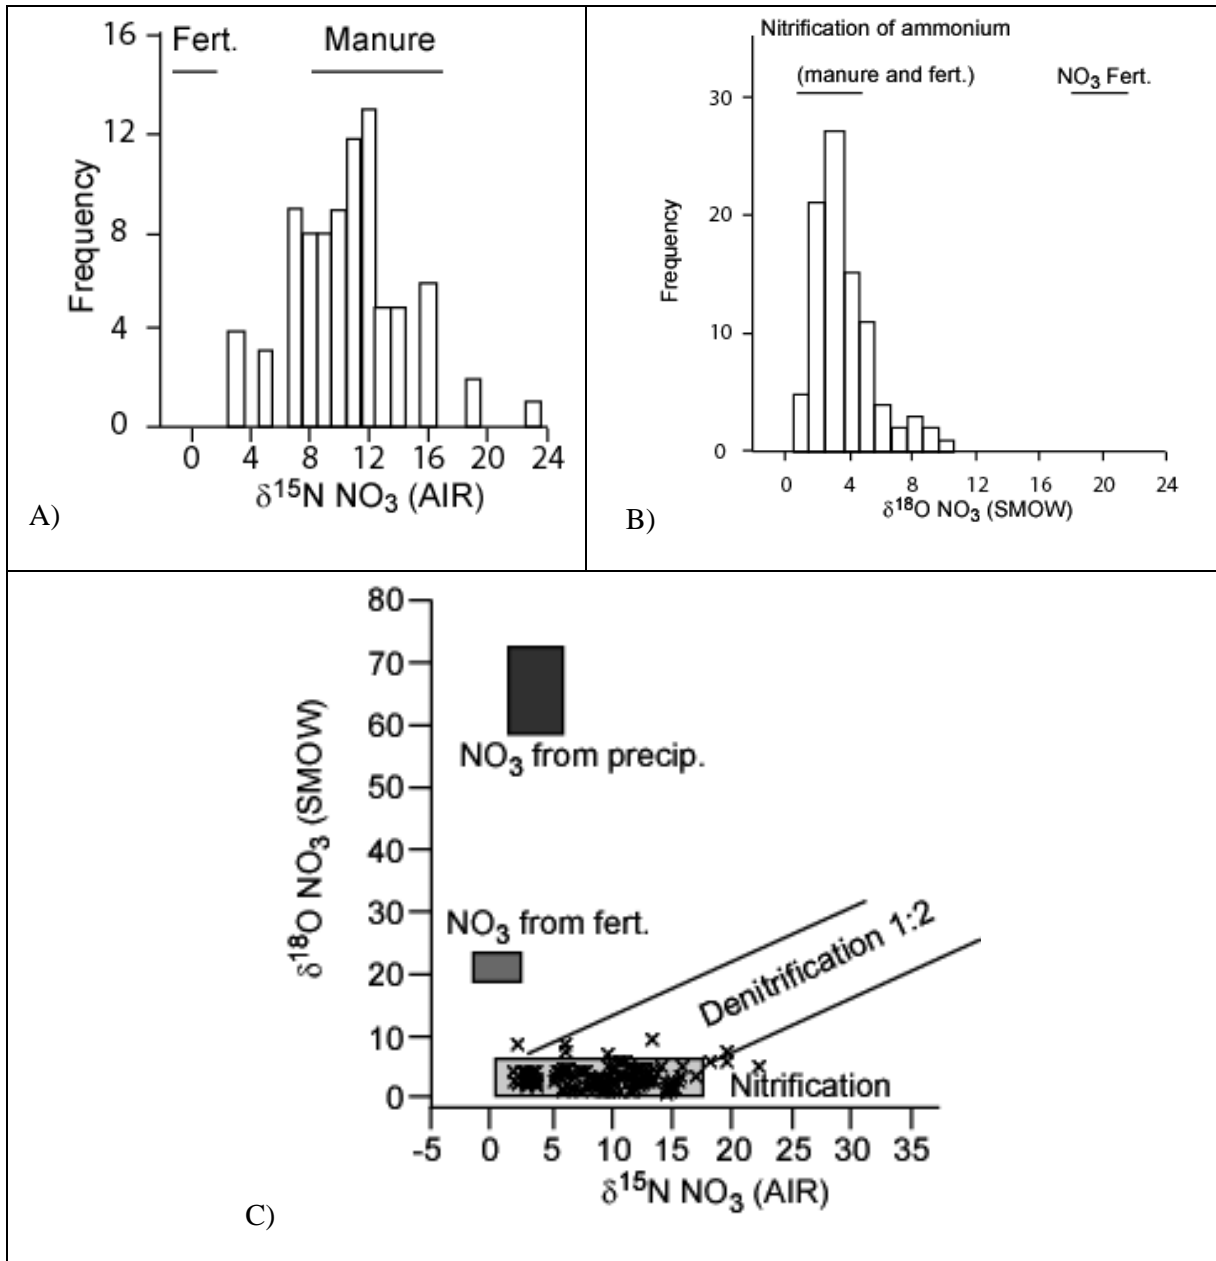 Fert. Manure
16
12
8
4
0
Frequency
0 4 8 12 16 20 24
δ15N NO3 (AIR)
A)
Nitrification of ammonium
(manure and fert.) NO3 Fert.
30
20
10
0
Frequency
0 4 8 12 16 20 24
δ18O NO3 (SMOW)
B)
80
70
60
50
40
30
20
10
0
δ18O NO3 (SMOW)
NO3 from precip.
NO3 from fert.
Denitrification 1:2
Nitrification
-5 0 5 10 15 20 25 30 35
δ15N NO3 (AIR)
C)